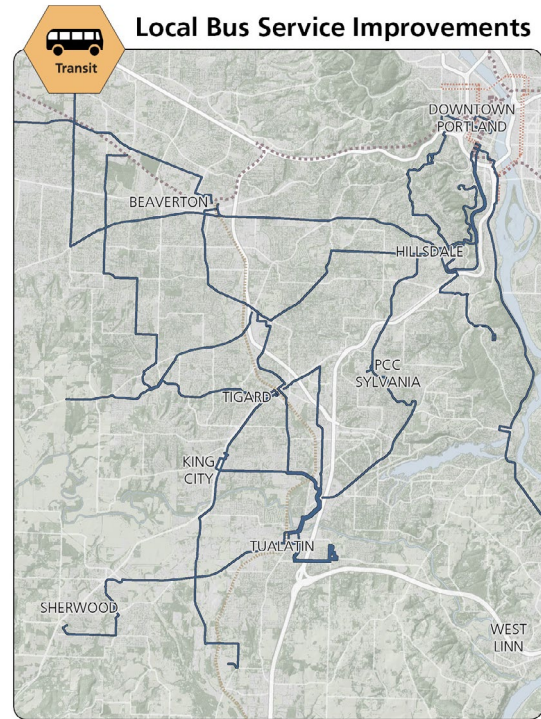 Local Bus Service Improvements
Transit
DOWNTOWN
PORTLAND
BEAVERTON
HILLSDALE
PCC
SYLVANIA
TIGARD
KING
CITY
TUALATIN
SHERWOOD
WEST
LINN